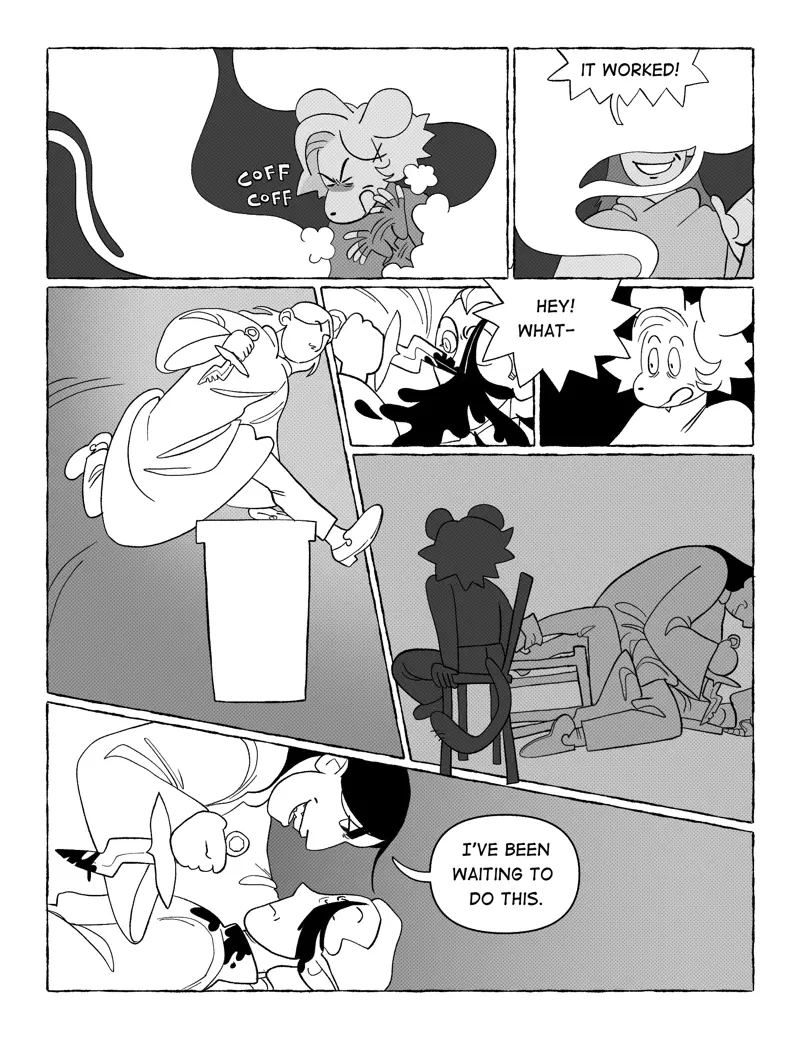 COFF
COFF
IT WORKED!
HEY!
WHAT-
I'VE BEEN
WAITING TO
DO THIS.